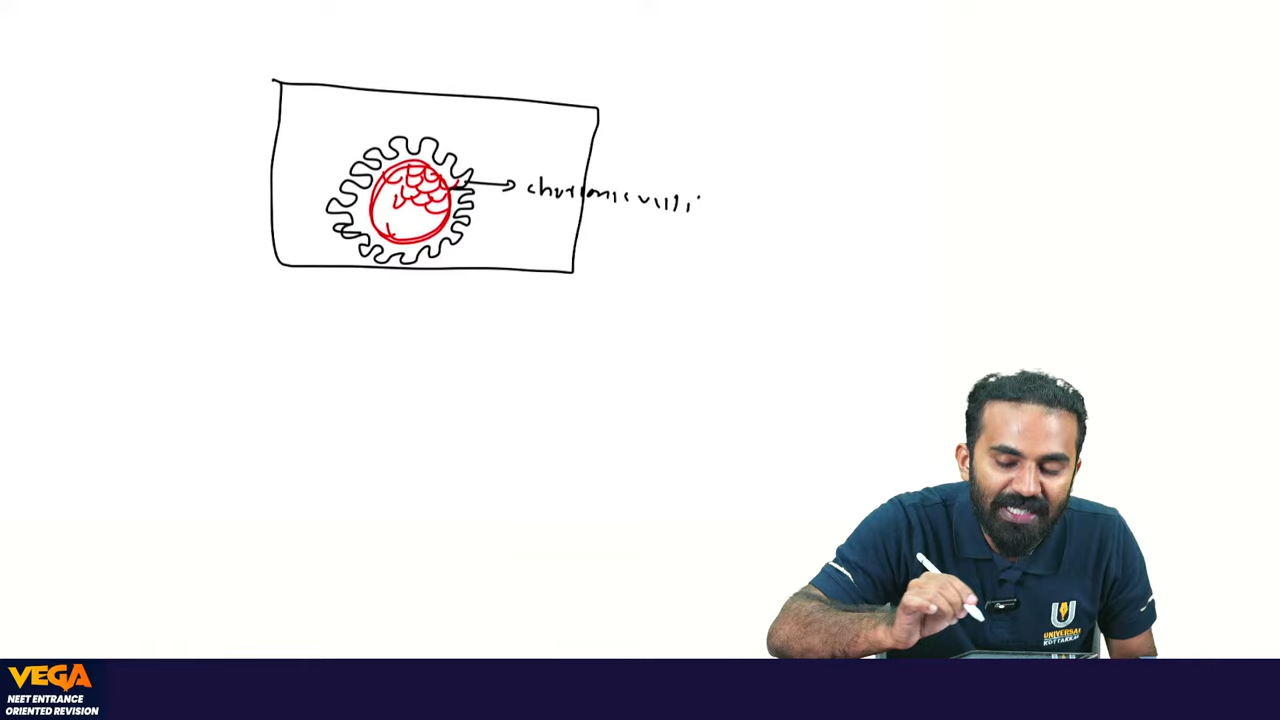 chorionic villi
UNIVERSAL
KOTTAKKAL
VEGA
NEET ENTRANCE
ORIENTED REVISION